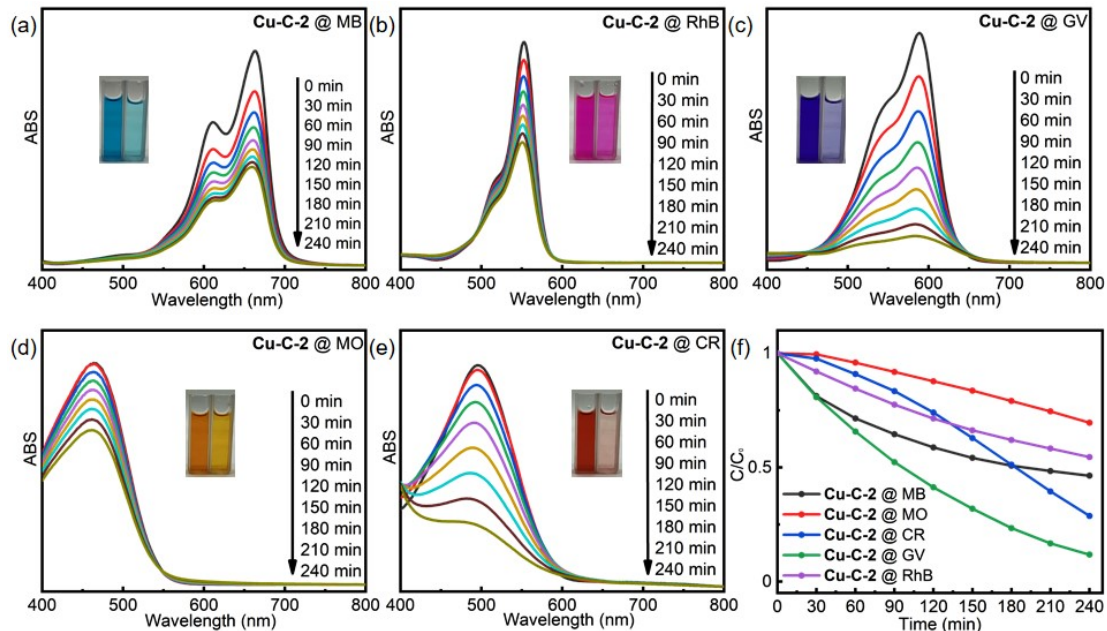 (a)
Cu-C-2 @ MB
0 min
30 min
60 min
90 min
120 min
150 min
180 min
210 min
240 min
ABS
400 500 600 700 800
Wavelength (nm)
(b)
Cu-C-2 @ RhB
0 min
30 min
60 min
90 min
120 min
150 min
180 min
210 min
240 min
ABS
400 500 600 700 800
Wavelength (nm)
(c)
Cu-C-2 @ GV
0 min
30 min
60 min
90 min
120 min
150 min
180 min
210 min
240 min
ABS
400 500 600 700 800
Wavelength (nm)
(d)
Cu-C-2 @ MO
0 min
30 min
60 min
90 min
120 min
150 min
180 min
210 min
240 min
ABS
400 500 600 700 800
Wavelength (nm)
(e)
Cu-C-2 @ CR
0 min
30 min
60 min
90 min
120 min
150 min
180 min
210 min
240 min
ABS
400 500 600 700 800
Wavelength (nm)
(f)
1
0.5
0
C/C₀
Cu-C-2 @ MB
Cu-C-2 @ MO
Cu-C-2 @ CR
Cu-C-2 @ GV
Cu-C-2 @ RhB
0 30 60 90 120 150 180 210 240
Time (min)